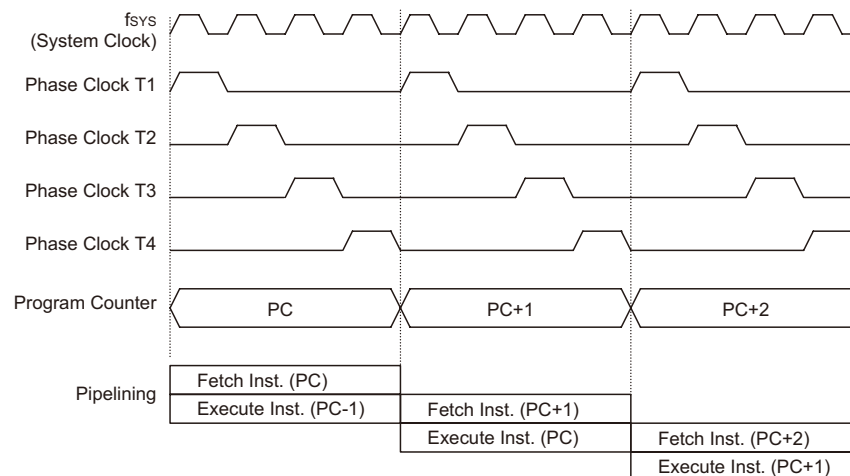 fSYS
(System Clock)
Phase Clock T1
Phase Clock T2
Phase Clock T3
Phase Clock T4
Program Counter
PC
PC+1
PC+2
Pipelining
Fetch Inst. (PC)
Execute Inst. (PC-1)
Fetch Inst. (PC+1)
Execute Inst. (PC)
Fetch Inst. (PC+2)
Execute Inst. (PC+1)